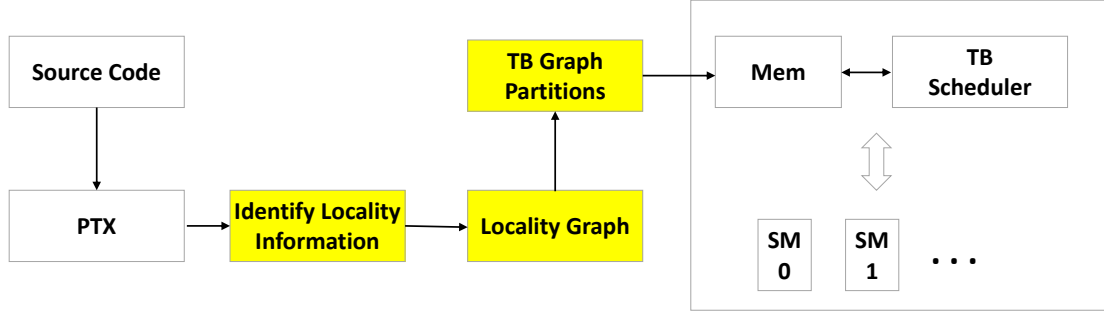 Source Code
PTX
Identify Locality
Information
Locality Graph
TB Graph
Partitions
Mem
TB
Scheduler
SM
0
SM
1
. . .